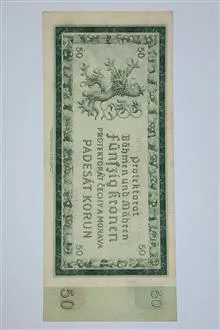 50
50
Protektorat
Böhmen und Mähren
Fünfzig Kronen
PROTEKTORÁT ČECHY A MORAVA
PADESÁT KORUN
50
50
50
50